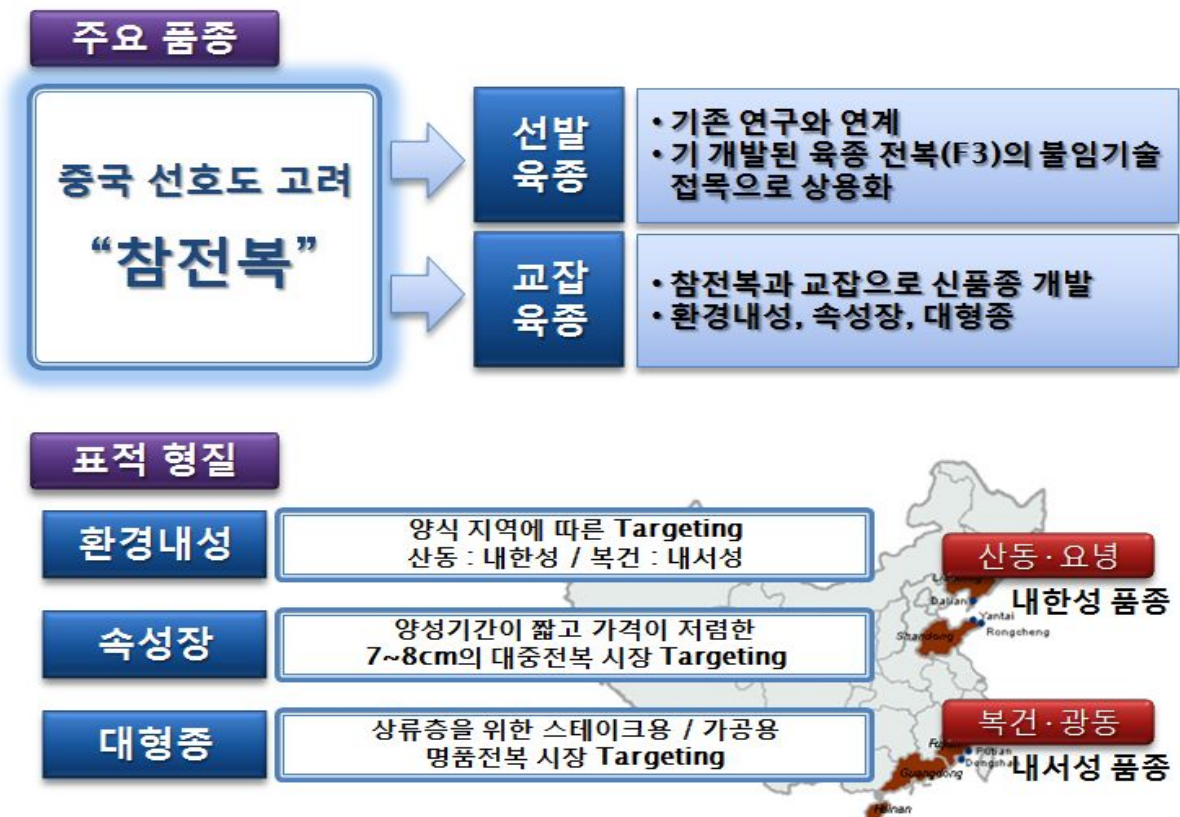 주요 품종
중국 선호도 고려
“참전복”
선발
육종
• 기존 연구와 연계
• 기 개발된 육종 전복(F3)의 불임기술
접목으로 상용화
교잡
육종
• 참전복과 교잡으로 신품종 개발
• 환경내성, 속성장, 대형종
표적 형질
환경내성
양식 지역에 따른 Targeting
산동 : 내한성 / 복건 : 내서성
속성장
양성기간이 짧고 가격이 저렴한
7~8cm의 대중전복 시장 Targeting
대형종
상류층을 위한 스테이크용 / 가공용
명품전복 시장 Targeting
산동·요녕
내한성 품종
Dalian
Yantai
Rongcheng
Shandong
복건·광동
내서성 품종
Dongshan
Guangdong
Hainan